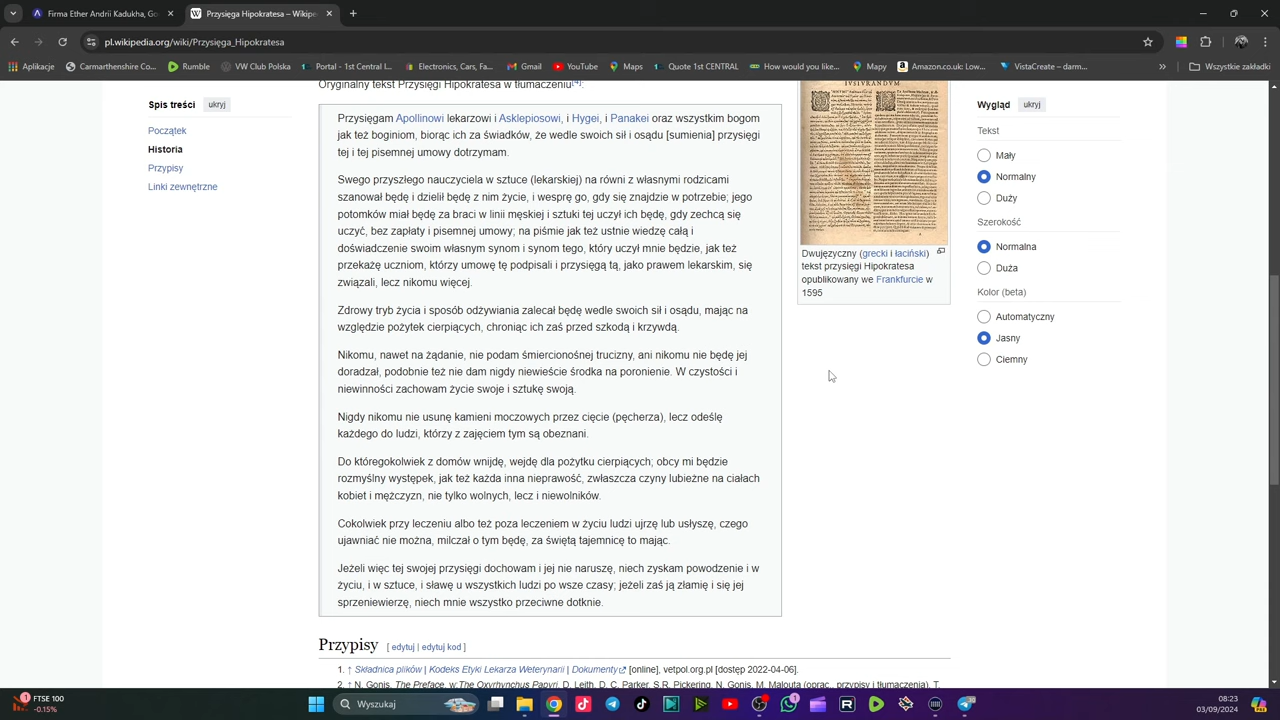 Firma Ether Andrii Kadukha, Go
Przysięga Hipokratesa – Wikipe
pl.wikipedia.org/wiki/Przysięga_Hipokratesa
Aplikacje Carmarthenshire Co... Rumble VW Club Polska Portal - 1st Central I... Electronics, Cars, Fa... Gmail YouTube Maps Quote 1ST CENTRAL How would you like... Mapy Amazon.co.uk: Low... VistaCreate – darm... » Wszystkie zakładki
Spis treści ukryj
Początek
Historia
Przypisy
Linki zewnętrzne
Oryginalny tekst Przysięgi Hipokratesa w tłumaczeniu[4]:
Przysięgam Apollinowi lekarzowi i Asklepiosowi, i Hygei, i Panakei oraz wszystkim bogom
jak też boginiom, biorąc ich za świadków, że wedle swoich sił i osądu [sumienia] przysięgi
tej i tej pisemnej umowy dotrzymam.
Swego przyszłego nauczyciela w sztuce (lekarskiej) na równi z własnymi rodzicami
szanował będę i dzielił będę z nim życie, i wesprę go, gdy się znajdzie w potrzebie; jego
potomków miał będę za braci w linii męskiej i sztuki tej uczył ich będę, gdy zechcą się
uczyć, bez zapłaty i pisemnej umowy; na piśmie jak też ustnie wiedzę całą i
doświadczenie swoim własnym synom i synom tego, który uczył mnie będzie, jak też
przekażę uczniom, którzy umowę tę podpisali i przysięgą tą, jako prawem lekarskim, się
związali, lecz nikomu więcej.
Zdrowy tryb życia i sposób odżywiania zalecał będę wedle swoich sił i osądu, mając na
względzie pożytek cierpiących, chroniąc ich zaś przed szkodą i krzywdą.
Nikomu, nawet na żądanie, nie podam śmiercionośnej trucizny, ani nikomu nie będę jej
doradzał, podobnie też nie dam nigdy niewieście środka na poronienie. W czystości i
niewinności zachowam życie swoje i sztukę swoją.
Nigdy nikomu nie usunę kamieni moczowych przez cięcie (pęcherza), lecz odeślę
każdego do ludzi, którzy z zajęciem tym są obeznani.
Do któregokolwiek z domów wnijdę, wejdę dla pożytku cierpiących; obcy mi będzie
rozmyślny występek, jak też każda inna nieprawość, zwłaszcza czyny lubieżne na ciałach
kobiet i mężczyzn, nie tylko wolnych, lecz i niewolników.
Cokolwiek przy leczeniu albo też poza leczeniem w życiu ludzi ujrzę lub usłyszę, czego
ujawniać nie można, milczał o tym będę, za świętą tajemnicę to mając.
Jeżeli więc tej swojej przysięgi dochowam i jej nie naruszę, niech zyskam powodzenie i w
życiu, i w sztuce, i sławę u wszystkich ludzi po wsze czasy; jeżeli zaś ją złamię i się jej
sprzeniewierzę, niech mnie wszystko przeciwne dotknie.
Przypisy [ edytuj | edytuj kod ]
1. ↑ Składnica plików | Kodeks Etyki Lekarza Weterynarii | Dokumenty [online], vetpol.org.pl [dostęp 2022-04-06].
2. ↑ N. Gonis, The Preface, w: The Oxyrhynchus Papyri, D. Leith, D. C. Parker, S.R. Pickering, N. Gonis, M. Malouta (oprac., przypisy i tłumaczenia), T.
IVSIVRANDVM
Dwujęzyczny (grecki i łaciński)
tekst przysięgi Hipokratesa
opublikowany we Frankfurcie w
1595
Wygląd ukryj
Tekst
Mały
Normalny
Duży
Szerokość
Normalna
Duża
Kolor (beta)
Automatyczny
Jasny
Ciemny
FTSE 100
-0.15%
Wyszukaj
08:23
03/09/2024